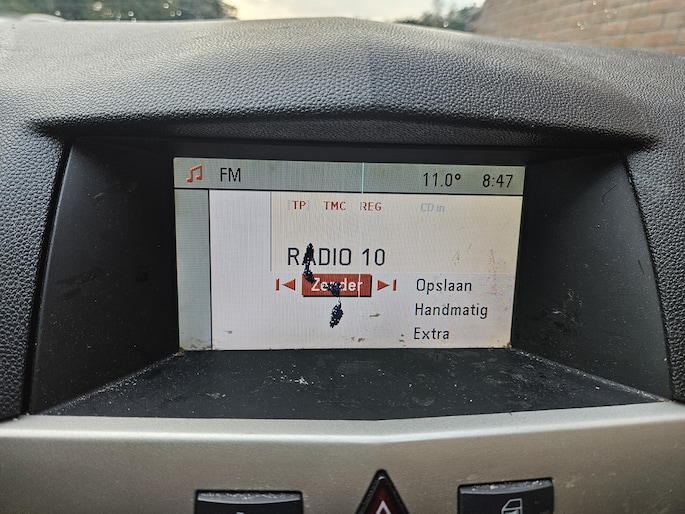 FM 11.0° 8:47
TP TMC REG CD in
RADIO 10
Zender Opslaan
Handmatig
Extra